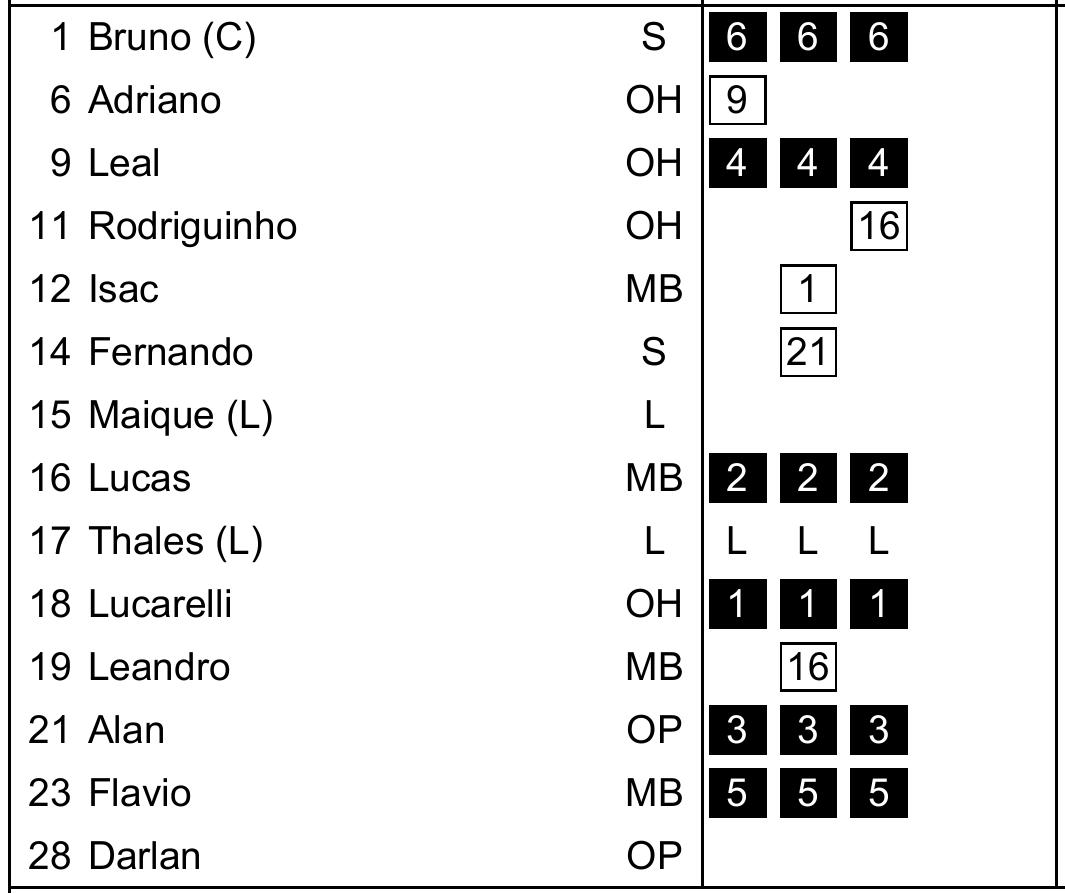 1 Bruno (C) S 6 6 6
6 Adriano OH 9
9 Leal OH 4 4 4
11 Rodriguinho OH 16
12 Isac MB 1
14 Fernando S 21
15 Maique (L) L
16 Lucas MB 2 2 2
17 Thales (L) L L L L
18 Lucarelli OH 1 1 1
19 Leandro MB 16
21 Alan OP 3 3 3
23 Flavio MB 5 5 5
28 Darlan OP